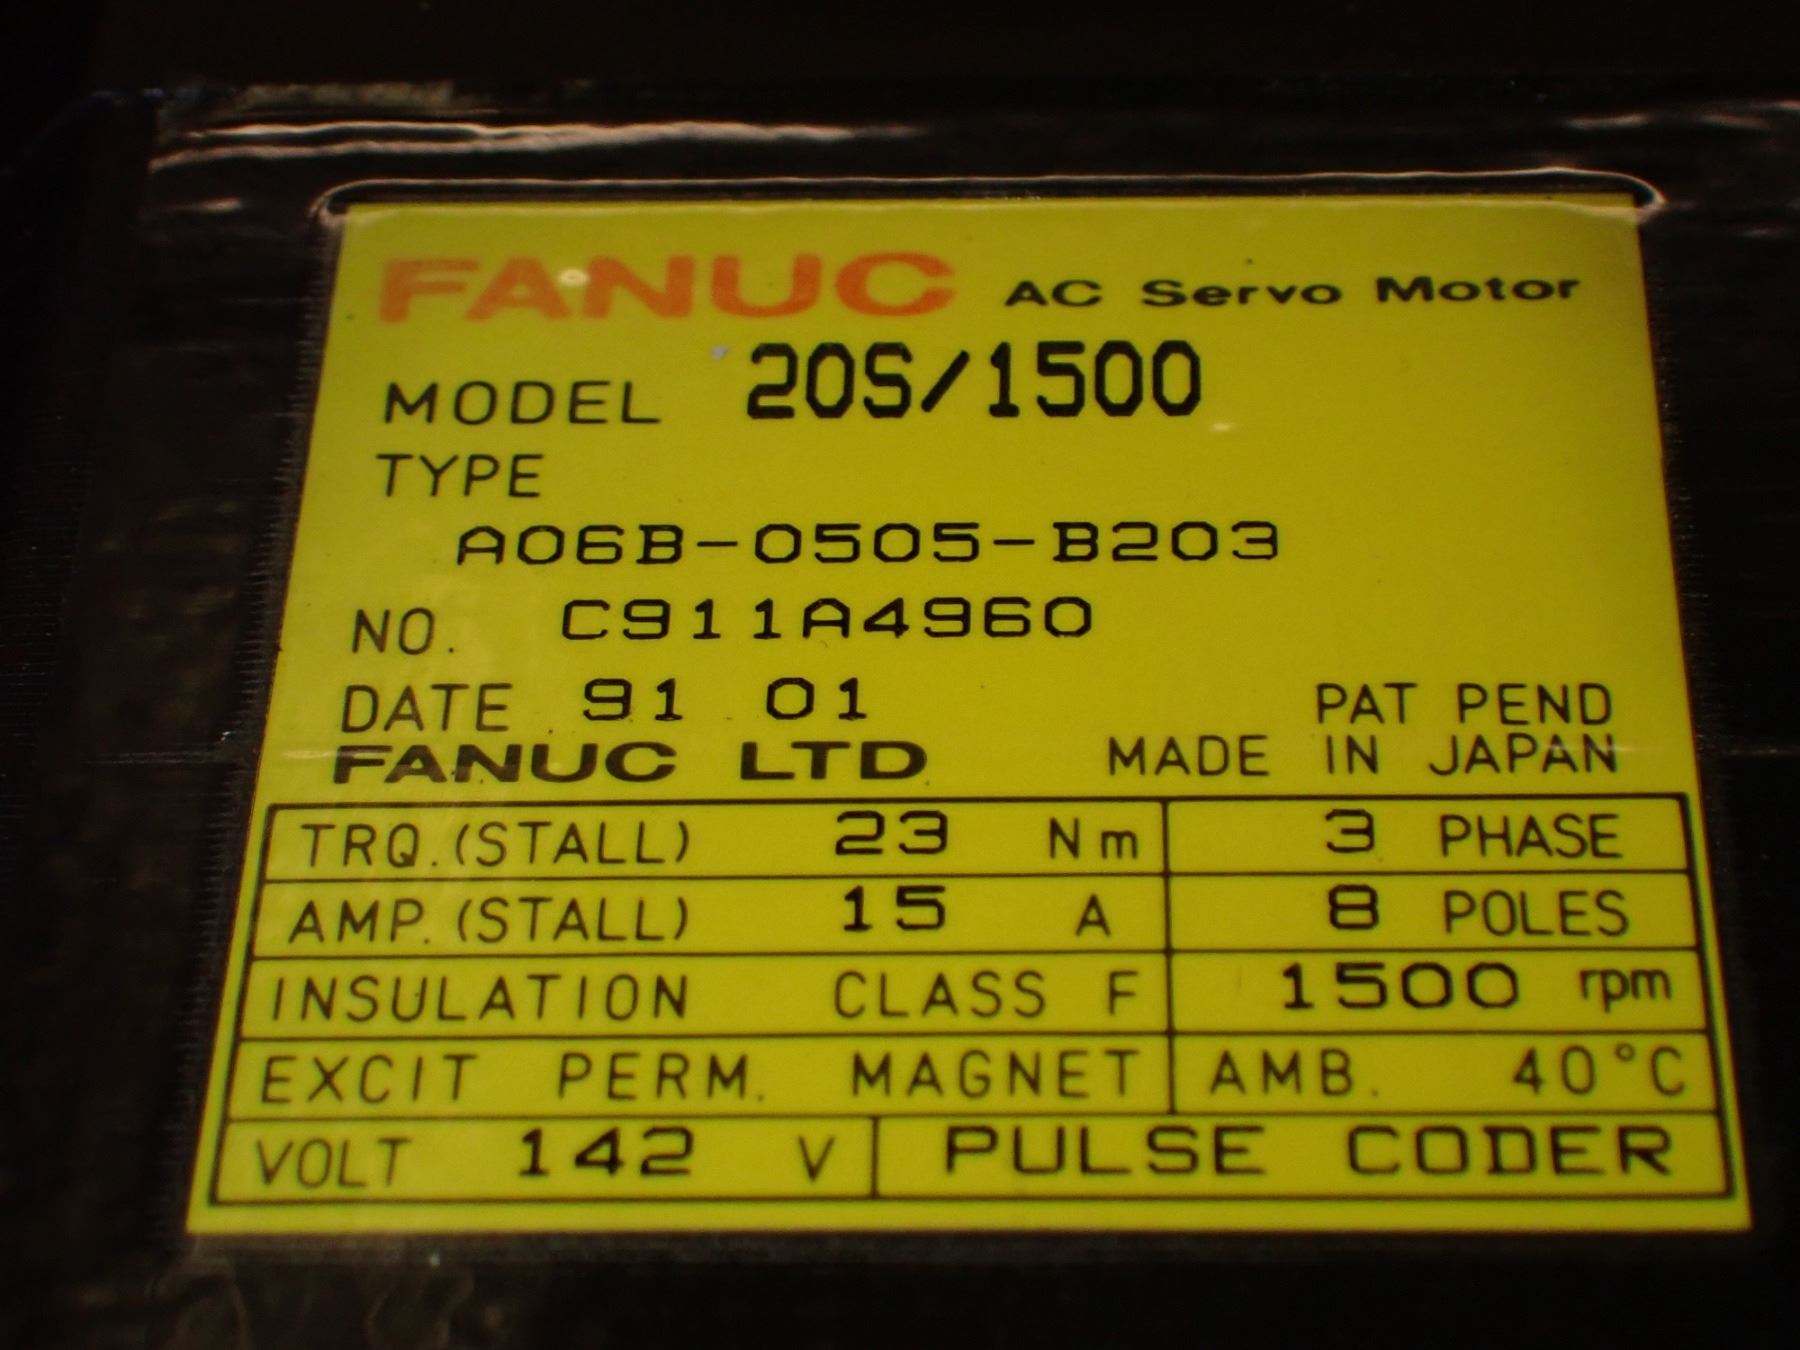 FANUC AC Servo Motor
MODEL 20S/1500
TYPE
A06B-0505-B203
NO. C911A4960
DATE 91 01 PAT PEND
FANUC LTD MADE IN JAPAN
TRQ.(STALL) 23 Nm 3 PHASE
AMP.(STALL) 15 A 8 POLES
INSULATION CLASS F 1500 rpm
EXCIT PERM. MAGNET AMB. 40°C
VOLT 142 V PULSE CODER